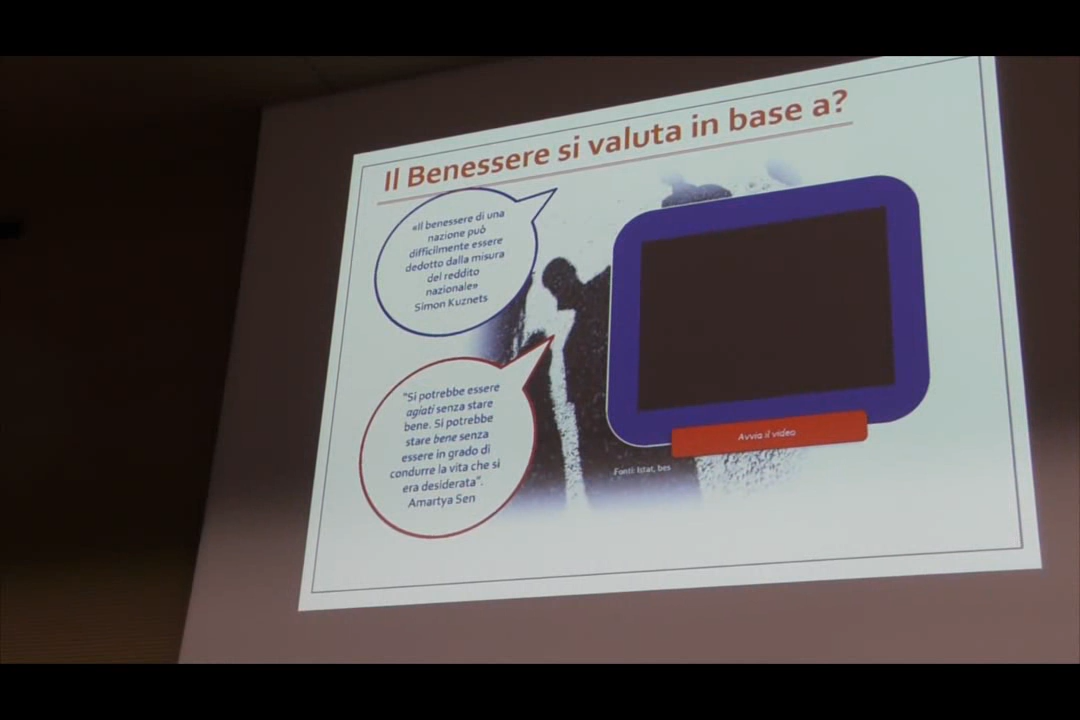 Il Benessere si valuta in base a?
«Il benessere di una
nazione può
difficilmente essere
dedotto dalla misura
del reddito
nazionale»
Simon Kuznets
"Si potrebbe essere
agiati senza stare
bene. Si potrebbe
stare bene senza
essere in grado di
condurre la vita che si
era desiderata".
Amartya Sen
Avvia il video
Fonti: Istat, bes